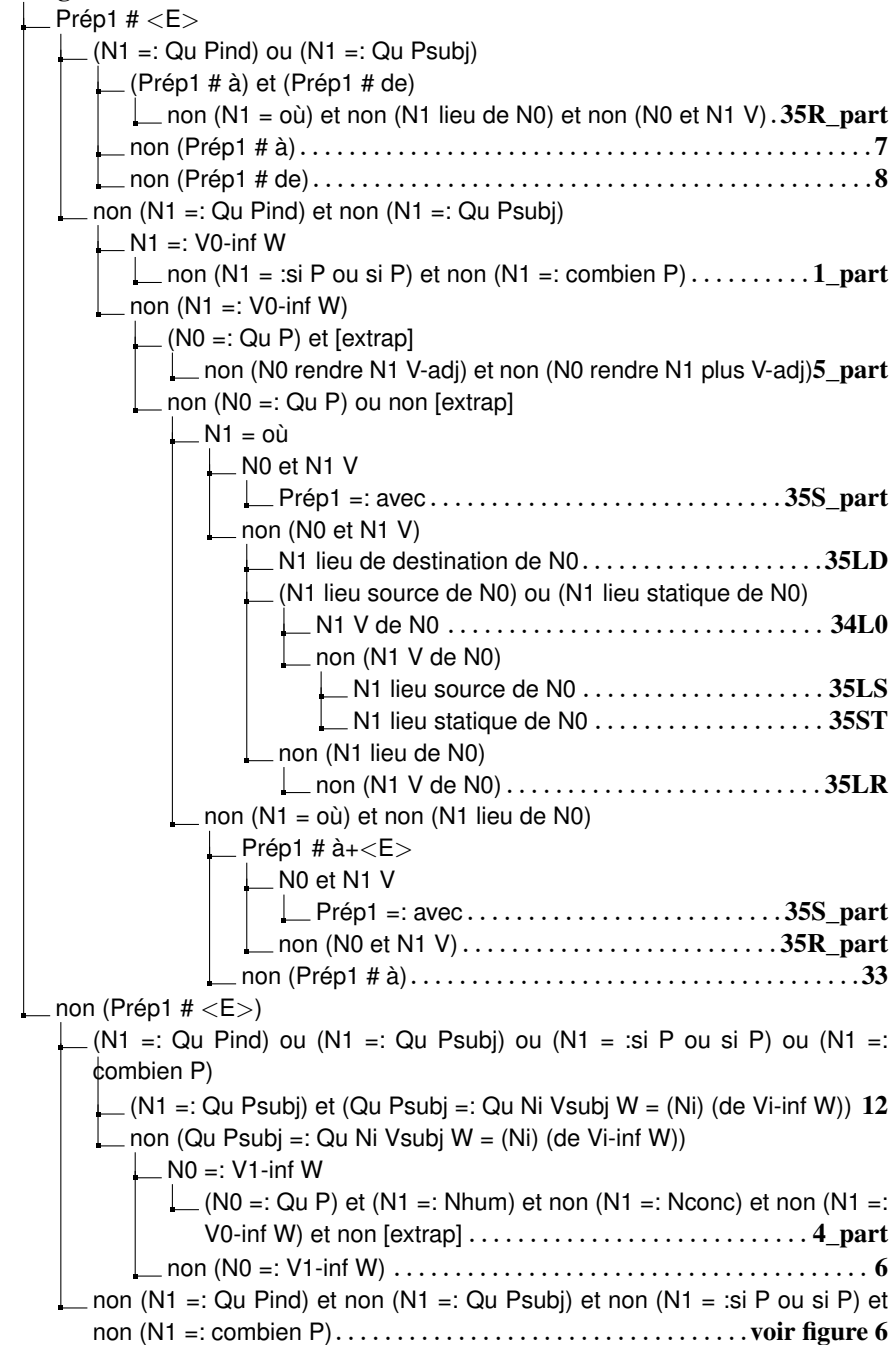 Prép1 # <E>
(N1 =: Qu Pind) ou (N1 =: Qu Psubj)
(Prép1 # à) et (Prép1 # de)
non (N1 = où) et non (N1 lieu de N0) et non (N0 et N1 V) . 35R_part
non (Prép1 # à) . . . . . . . . . . . . . . . . . . . . . . . . . . . . . . . . . . . . . . . . . . . . . . . 7
non (Prép1 # de) . . . . . . . . . . . . . . . . . . . . . . . . . . . . . . . . . . . . . . . . . . . . . . 8
non (N1 =: Qu Pind) et non (N1 =: Qu Psubj)
N1 =: V0-inf W
non (N1 = :si P ou si P) et non (N1 =: combien P) . . . . . . . . . . 1_part
non (N1 =: V0-inf W)
(N0 =: Qu P) et [extrap]
non (N0 rendre N1 V-adj) et non (N0 rendre N1 plus V-adj)5_part
non (N0 =: Qu P) ou non [extrap]
N1 = où
N0 et N1 V
Prép1 =: avec . . . . . . . . . . . . . . . . . . . . . . . . . . . . 35S_part
non (N0 et N1 V)
N1 lieu de destination de N0 . . . . . . . . . . . . . . . . . . . . 35LD
(N1 lieu source de N0) ou (N1 lieu statique de N0)
N1 V de N0 . . . . . . . . . . . . . . . . . . . . . . . . . . . . . . . . 34L0
non (N1 V de N0)
N1 lieu source de N0 . . . . . . . . . . . . . . . . . . . . . . 35LS
N1 lieu statique de N0 . . . . . . . . . . . . . . . . . . . . . 35ST
non (N1 lieu de N0)
non (N1 V de N0) . . . . . . . . . . . . . . . . . . . . . . . . . . . 35LR
non (N1 = où) et non (N1 lieu de N0)
Prép1 # à+<E>
N0 et N1 V
Prép1 =: avec . . . . . . . . . . . . . . . . . . . . . . . . . . . . 35S_part
non (N0 et N1 V) . . . . . . . . . . . . . . . . . . . . . . . . . . . . 35R_part
non (Prép1 # à) . . . . . . . . . . . . . . . . . . . . . . . . . . . . . . . . . . . . . . 33
non (Prép1 # <E>)
(N1 =: Qu Pind) ou (N1 =: Qu Psubj) ou (N1 = :si P ou si P) ou (N1 =:
combien P)
(N1 =: Qu Psubj) et (Qu Psubj =: Qu Ni Vsubj W = (Ni) (de Vi-inf W)) 12
non (Qu Psubj =: Qu Ni Vsubj W = (Ni) (de Vi-inf W))
N0 =: V1-inf W
(N0 =: Qu P) et (N1 =: Nhum) et non (N1 =: Nconc) et non (N1 =:
V0-inf W) et non [extrap] . . . . . . . . . . . . . . . . . . . . . . . . . . . . 4_part
non (N0 =: V1-inf W) . . . . . . . . . . . . . . . . . . . . . . . . . . . . . . . . . . . . . . . 6
non (N1 =: Qu Pind) et non (N1 =: Qu Psubj) et non (N1 = :si P ou si P) et
non (N1 =: combien P) . . . . . . . . . . . . . . . . . . . . . . . . . . . . . . . . . . voir figure 6